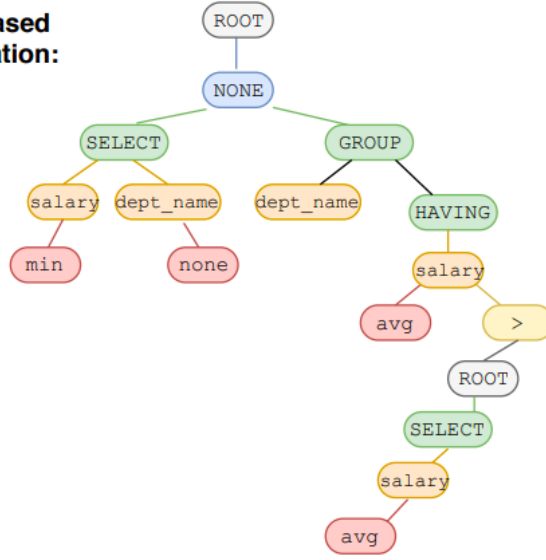 ased
ation:
ROOT
NONE
SELECT GROUP
salary dept_name dept_name
HAVING
min none
salary
avg >
ROOT
SELECT
salary
avg